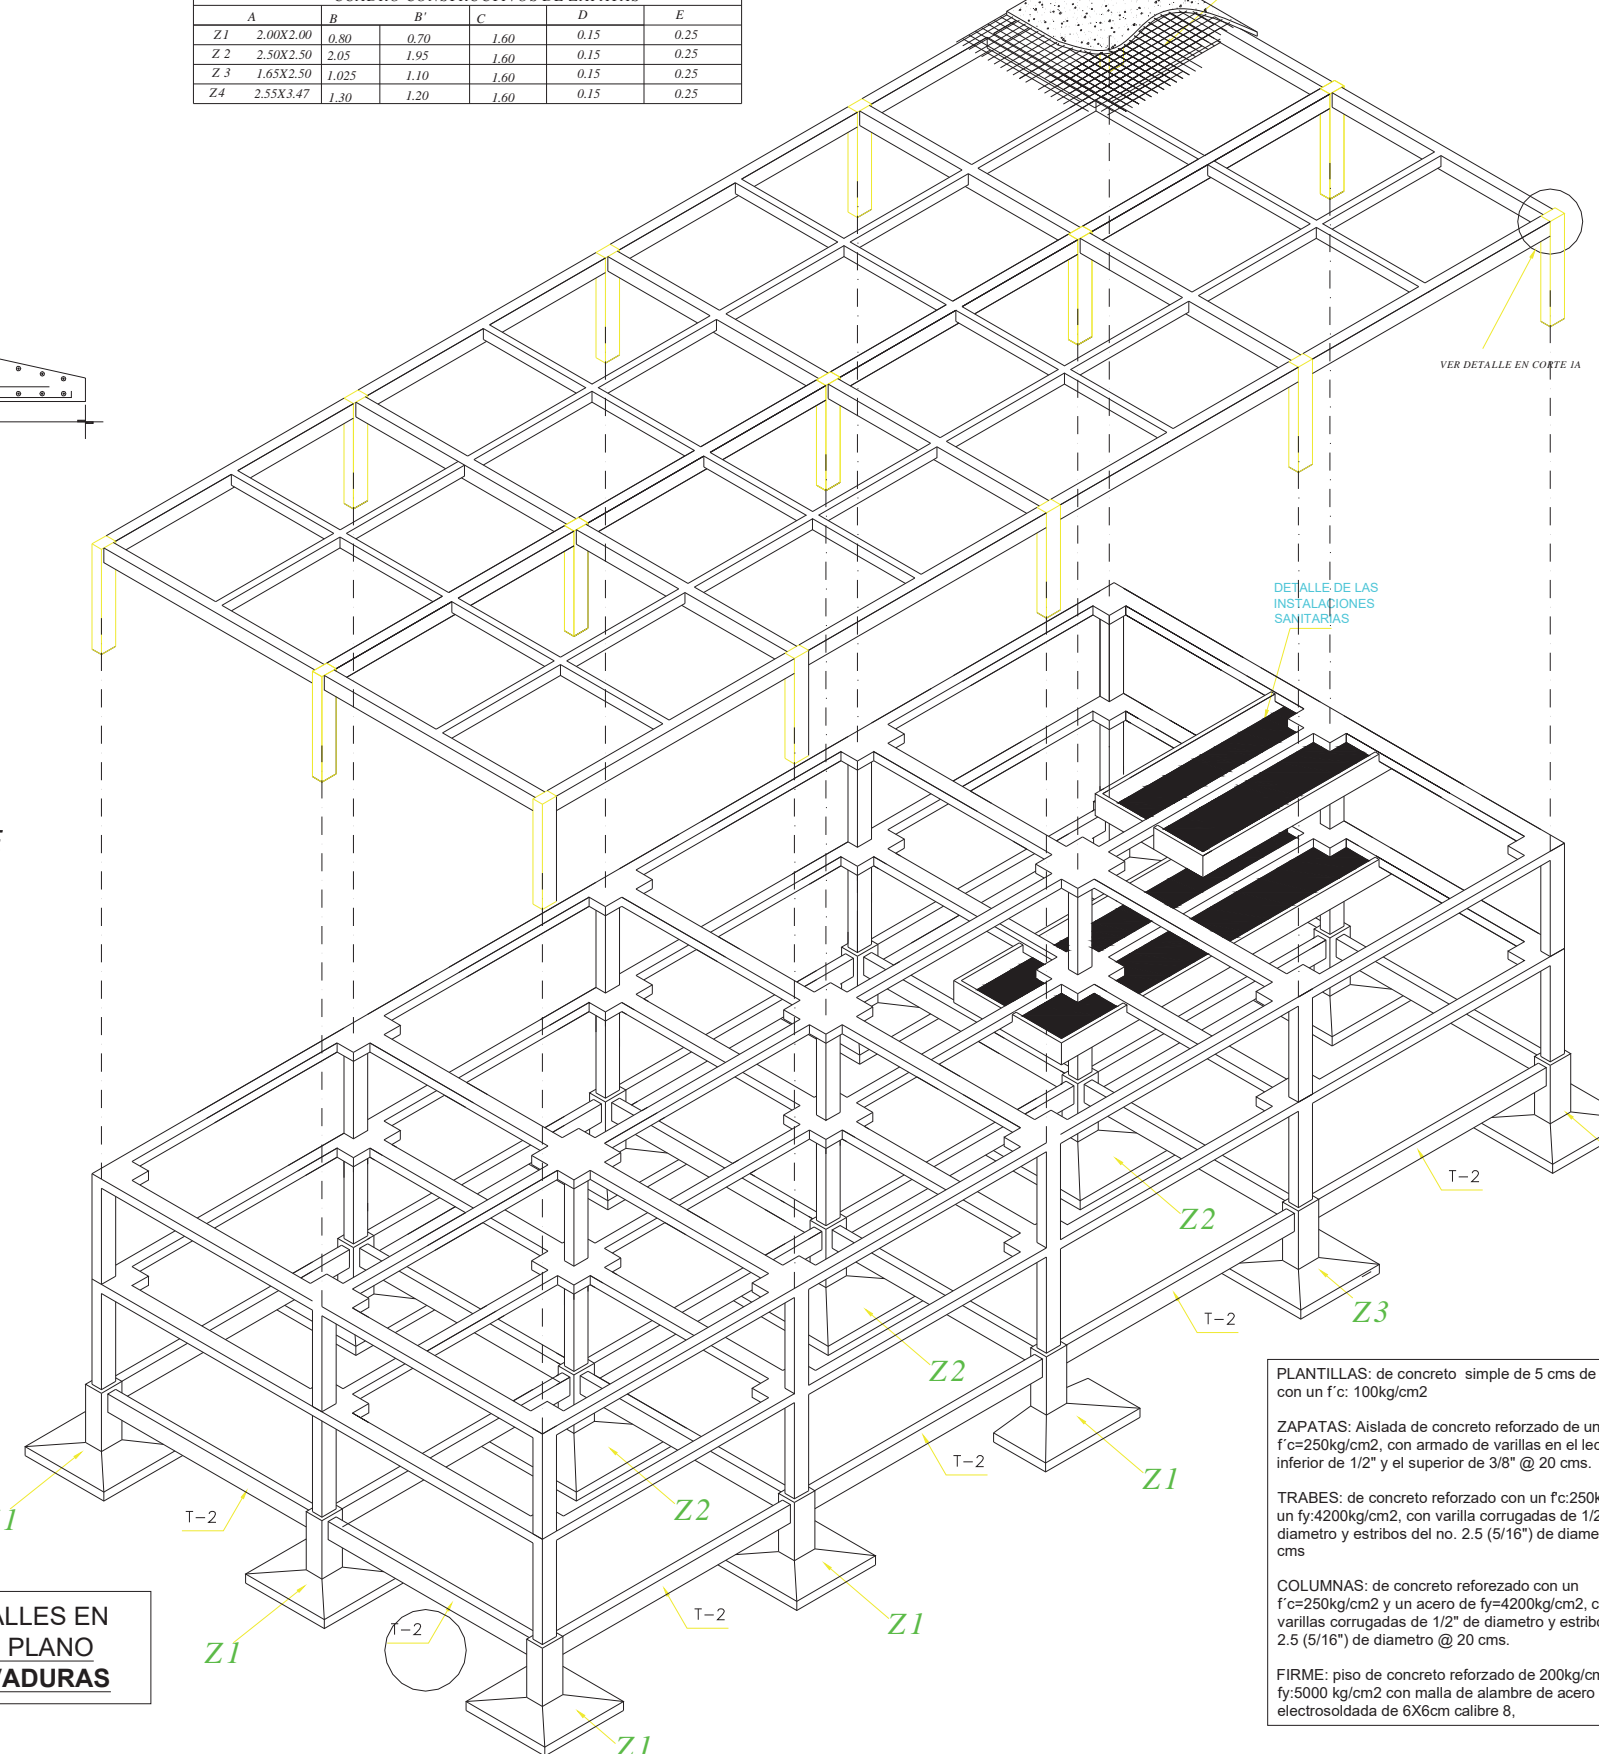 A B B' C D E
Z1 2.00X2.00 0.80 0.70 1.60 0.15 0.25
Z 2 2.50X2.50 2.05 1.95 1.60 0.15 0.25
Z 3 1.65X2.50 1.025 1.10 1.60 0.15 0.25
Z4 2.55X3.47 1.30 1.20 1.60 0.15 0.25
VER DETALLE EN CORTE 1A
DETALLE DE LAS
INSTALACIONES
SANITARIAS
T-2
Z2
T-2
Z3
T-2
Z2
T-2
Z1
Z2
T-2
1
Z1
T-2
T-2
Z1
Z1
ALLES EN
PLANO
VADURAS
PLANTILLAS: de concreto simple de 5 cms de
con un f´c: 100kg/cm2
ZAPATAS: Aislada de concreto reforzado de un
f´c=250kg/cm2, con armado de varillas en el lec
inferior de 1/2" y el superior de 3/8" @ 20 cms.
TRABES: de concreto reforzado con un f'c:250k
un fy:4200kg/cm2, con varilla corrugadas de 1/2
diametro y estribos del no. 2.5 (5/16") de diame
cms
COLUMNAS: de concreto reforezado con un
f´c=250kg/cm2 y un acero de fy=4200kg/cm2, c
varillas corrugadas de 1/2" de diametro y estribo
2.5 (5/16") de diametro @ 20 cms.
FIRME: piso de concreto reforzado de 200kg/cm
fy:5000 kg/cm2 con malla de alambre de acero
electrosoldada de 6X6cm calibre 8,